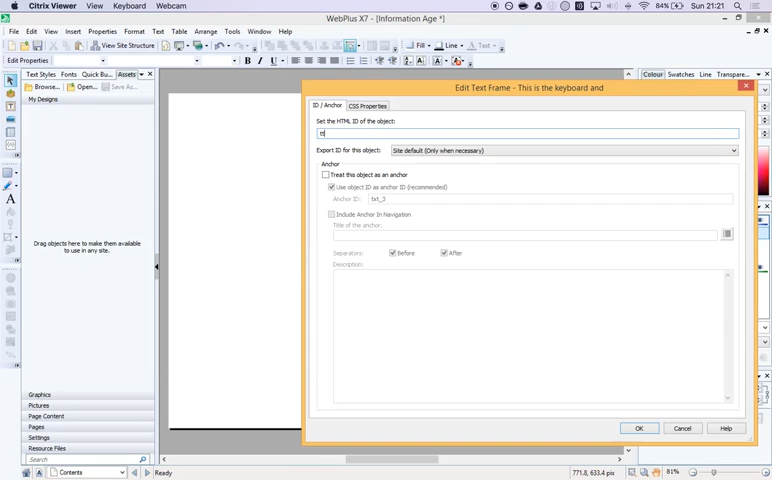 Citrix Viewer View Keyboard Webcam 84% Sun 21:21
WebPlus X7 - [Information Age *]
File Edit View Insert Properties Format Text Table Arrange Tools Window Help
View Site Structure Fill Line Text
Edit Properties
Text Styles Fonts Quick Bu... Assets
Browse... Open... Save As...
My Designs
Drag objects here to make them available
to use in any site.
Graphics
Pictures
Page Content
Pages
Settings
Resource Files
Search
Edit Text Frame - This is the keyboard and
ID / Anchor CSS Properties
Set the HTML ID of the object:
tt
Export ID for this object: Site default (Only when necessary)
Anchor
Treat this object as an anchor
Use object ID as anchor ID (recommended)
Anchor ID: txt_3
Include Anchor In Navigation
Title of the anchor:
Separators: Before After
Description:
OK Cancel Help
Colour Swatches Line Transpare...
Contents Ready 771.8, 633.4 pix 81%